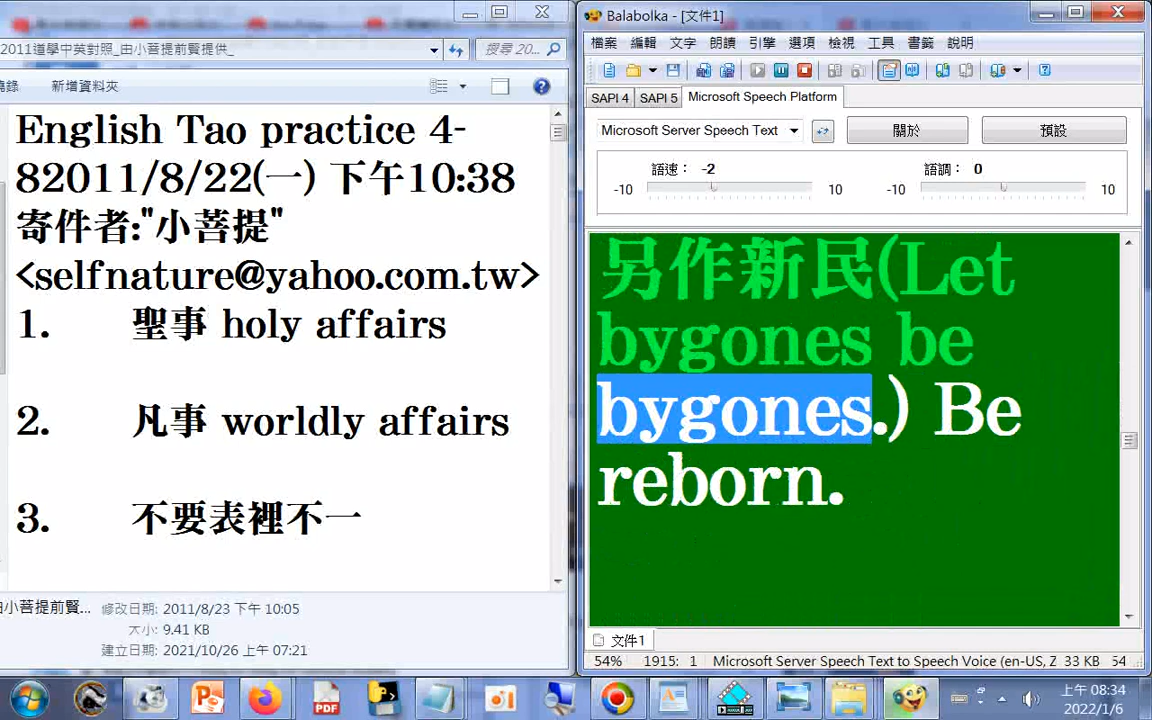 2011道學中英對照_由小菩提前賢提供_
搜尋 20...
新增資料夾
English Tao practice 4-
82011/8/22(一) 下午10:38
寄件者:"小菩提"
<selfnature@yahoo.com.tw>
1. 聖事 holy affairs
2. 凡事 worldly affairs
3. 不要表裡不一
由小菩提前賢... 修改日期: 2011/8/23 下午 10:05
大小: 9.41 KB
建立日期: 2021/10/26 上午 07:21
Balabolka - [文件1]
檔案 編輯 文字 朗讀 引擎 選項 檢視 工具 書籤 說明
SAPI 4 SAPI 5 Microsoft Speech Platform
Microsoft Server Speech Text 關於 預設
語速: -2 語調: 0
-10 10 -10 10
另作新民(Let
bygones be
bygones.) Be
reborn.
文件1
54% 1915: 1 Microsoft Server Speech Text to Speech Voice (en-US, Z 33 KB 54
PDF
上午 08:34
2022/1/6